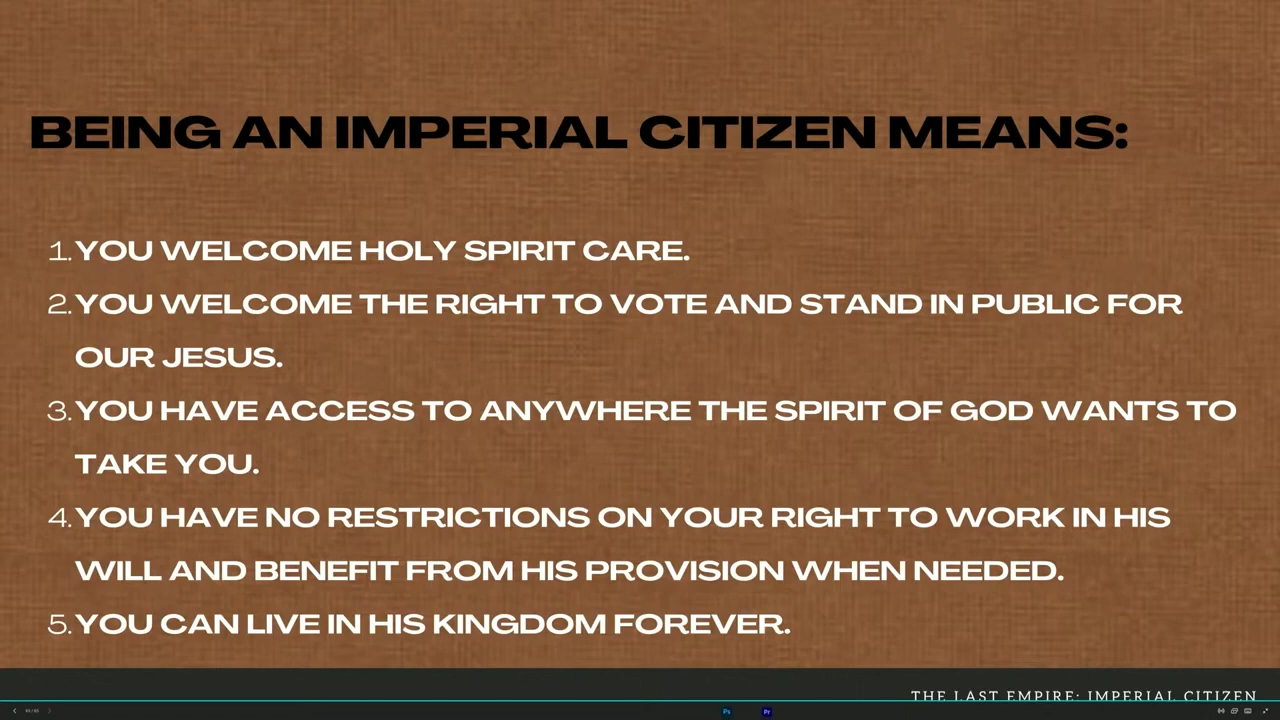 BEING AN IMPERIAL CITIZEN MEANS:
1. YOU WELCOME HOLY SPIRIT CARE.
2. YOU WELCOME THE RIGHT TO VOTE AND STAND IN PUBLIC FOR
OUR JESUS.
3. YOU HAVE ACCESS TO ANYWHERE THE SPIRIT OF GOD WANTS TO
TAKE YOU.
4. YOU HAVE NO RESTRICTIONS ON YOUR RIGHT TO WORK IN HIS
WILL AND BENEFIT FROM HIS PROVISION WHEN NEEDED.
5. YOU CAN LIVE IN HIS KINGDOM FOREVER.
THE LAST EMPIRE: IMPERIAL CITIZEN
Ps Pr